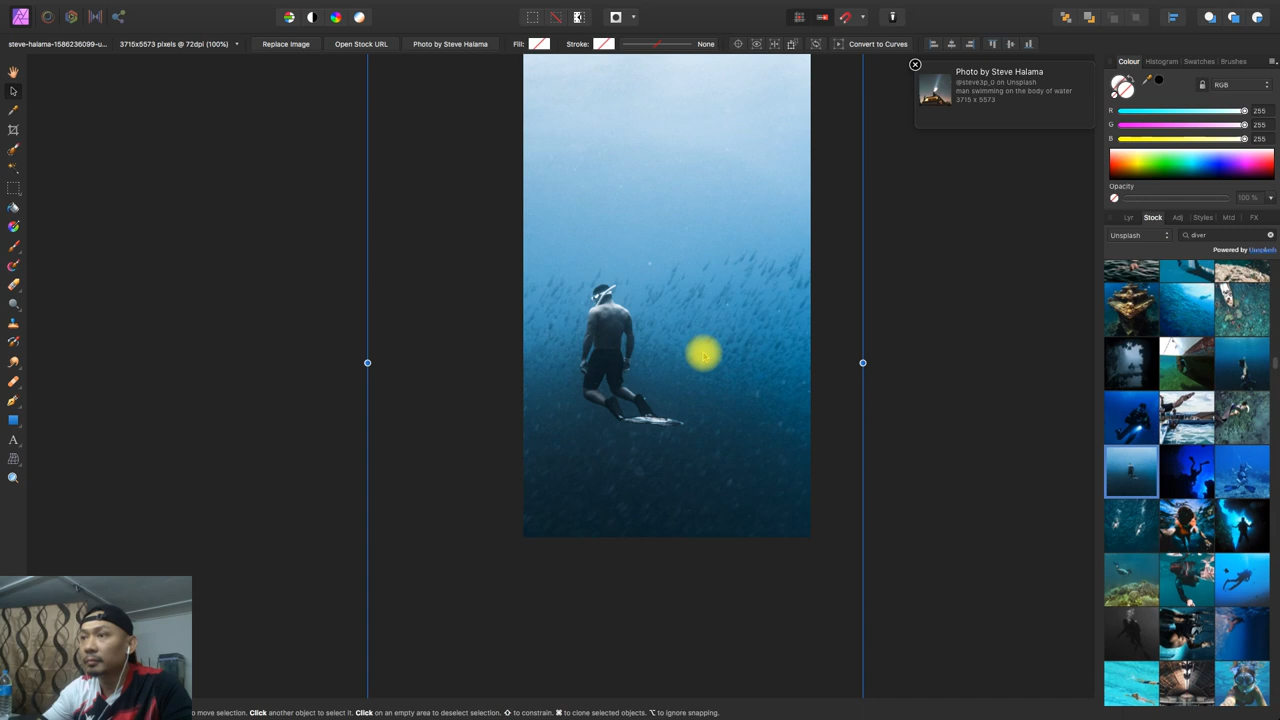 steve-halama-1586236099-u...
3715x5573 pixels @ 72dpi (100%)
Replace Image
Open Stock URL
Photo by Steve Halama
Fill:
Stroke:
None
Convert to Curves
Photo by Steve Halama
@steve3p_0 on Unsplash
man swimming on the body of water
3715 x 5573
Colour
Histogram
Swatches
Brushes
RGB
R
255
G
255
B
255
Opacity
100 %
Lyr
Stock
Adj
Styles
Mtd
FX
Unsplash
diver
Powered by Unsplash
A
to move selection. Click another object to select it. Click on an empty area to deselect selection. ⇧ to constrain. ⌘ to clone selected objects. ⌥ to ignore snapping.